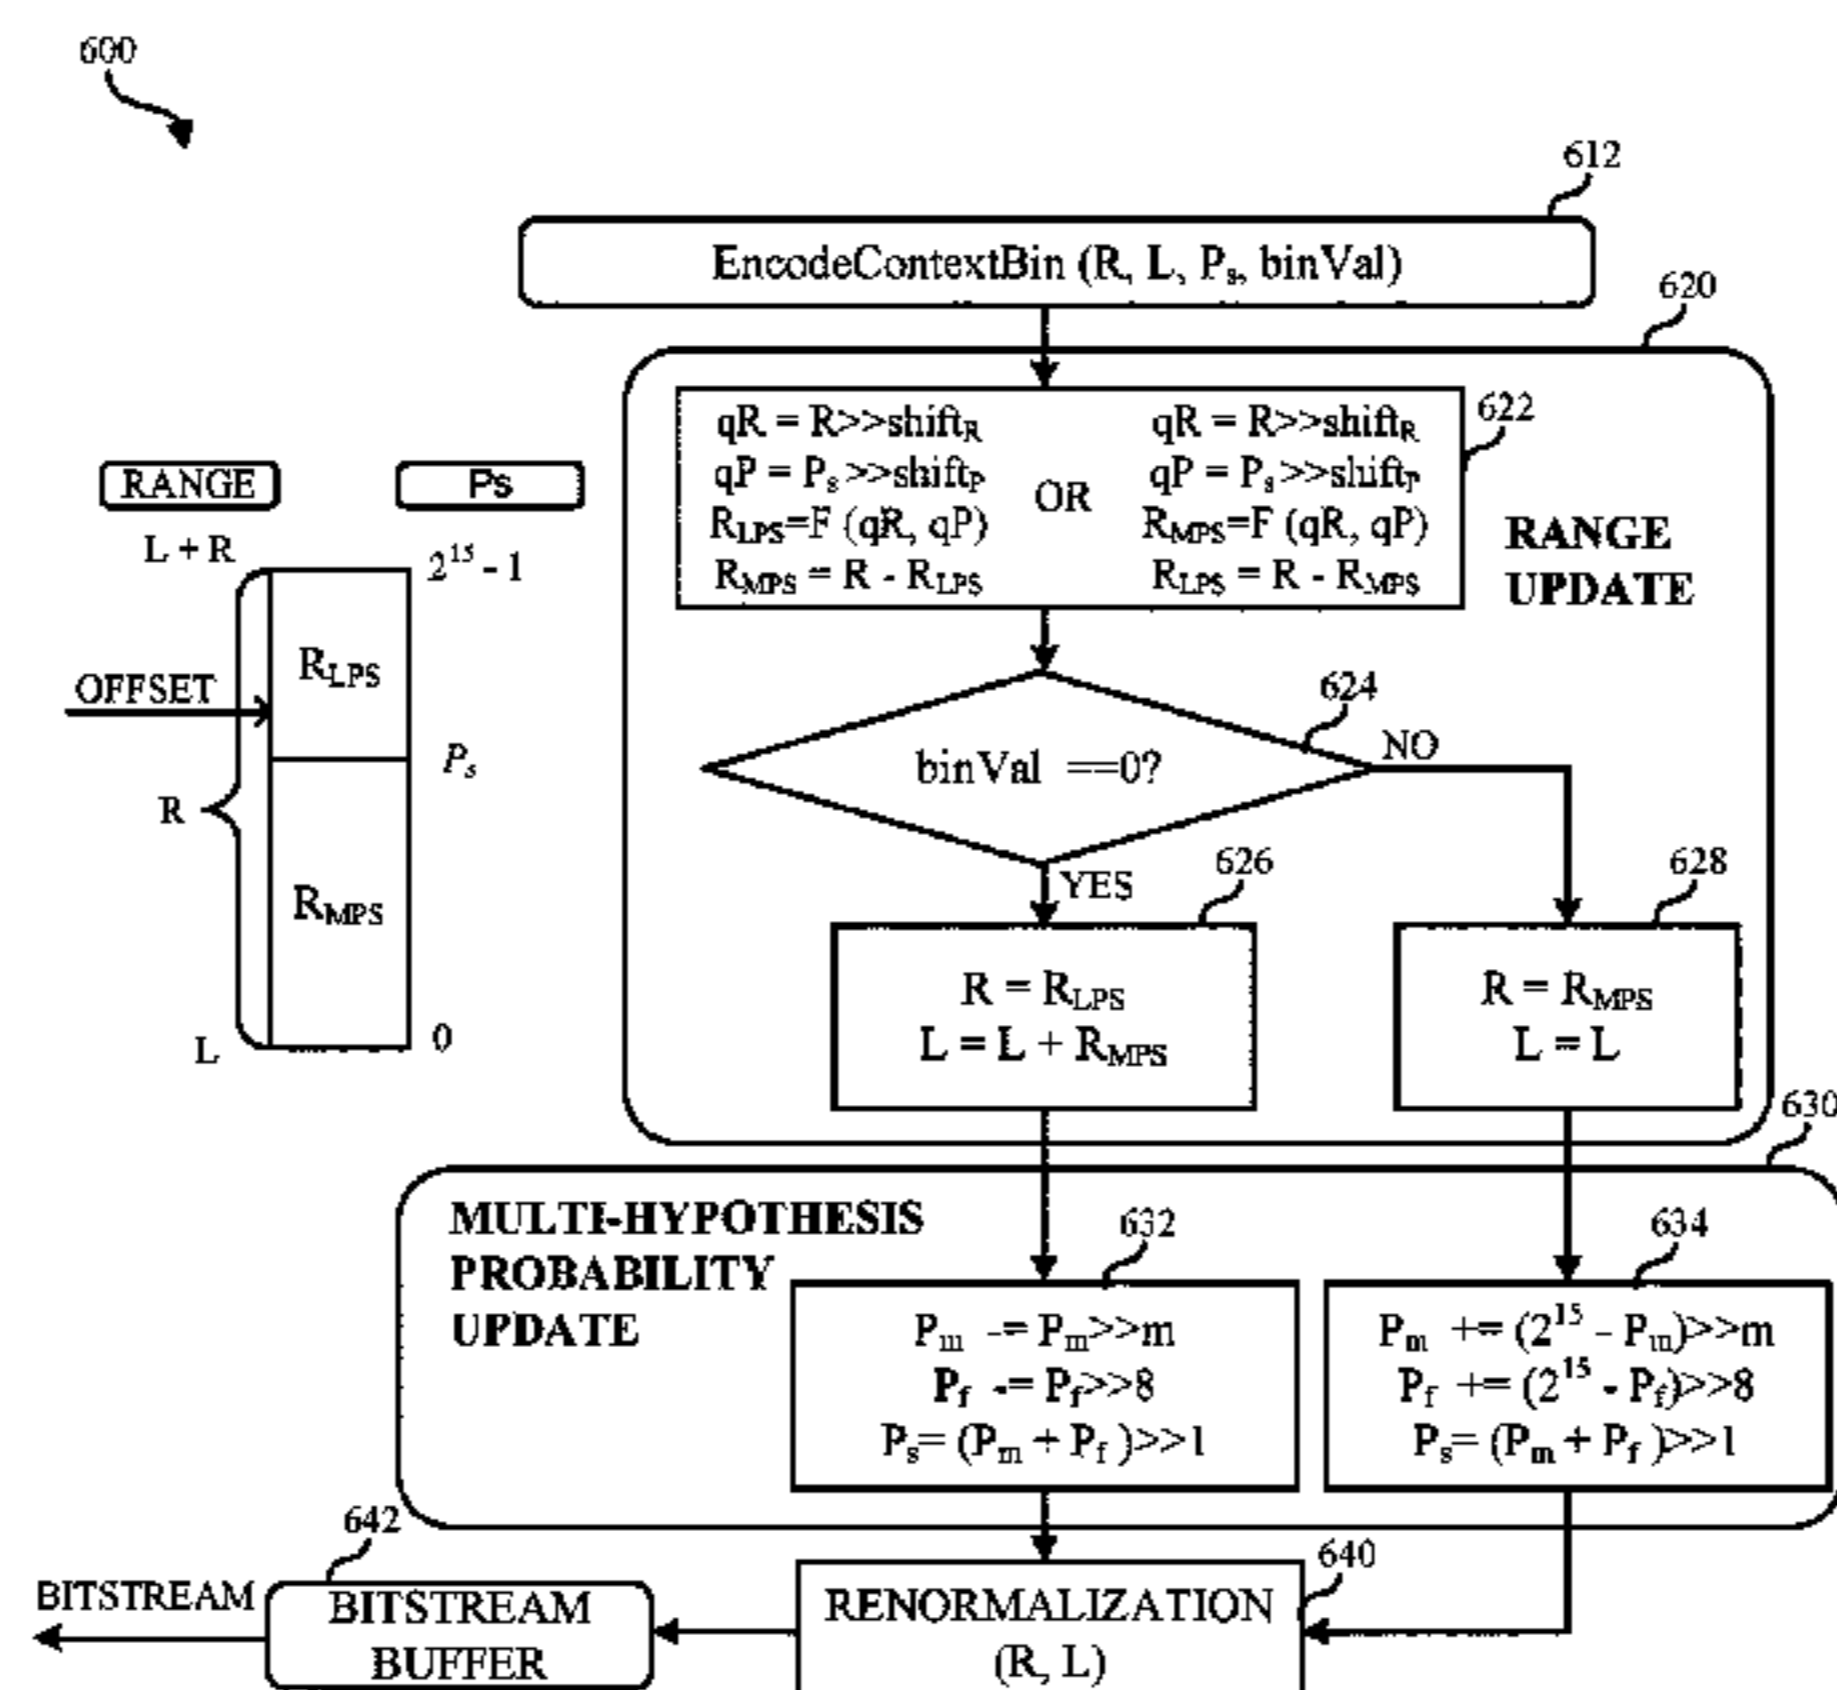 600
612
EncodeContextBin (R, L, Ps, binVal)
620
qR = R>>shiftR
qP = Ps >>shiftP
RLPS=F (qR, qP)
RMPS = R - RLPS
OR
qR = R>>shiftR
qP = Ps >>shiftP
RMPS=F (qR, qP)
RLPS = R - RMPS
622
RANGE
UPDATE
RANGE
Ps
L + R
2^15 - 1
RLPS
OFFSET
Ps
R
RMPS
L
0
624
binVal ==0?
NO
YES
626
R = RLPS
L = L + RMPS
628
R = RMPS
L = L
630
MULTI-HYPOTHESIS
PROBABILITY
UPDATE
632
Pm -= Pm>>m
Pf -= Pf>>8
Ps= (Pm + Pf )>>1
634
Pm += (2^15 - Pm)>>m
Pf += (2^15 - Pf)>>8
Ps= (Pm + Pf )>>1
640
RENORMALIZATION
(R, L)
642
BITSTREAM
BUFFER
BITSTREAM